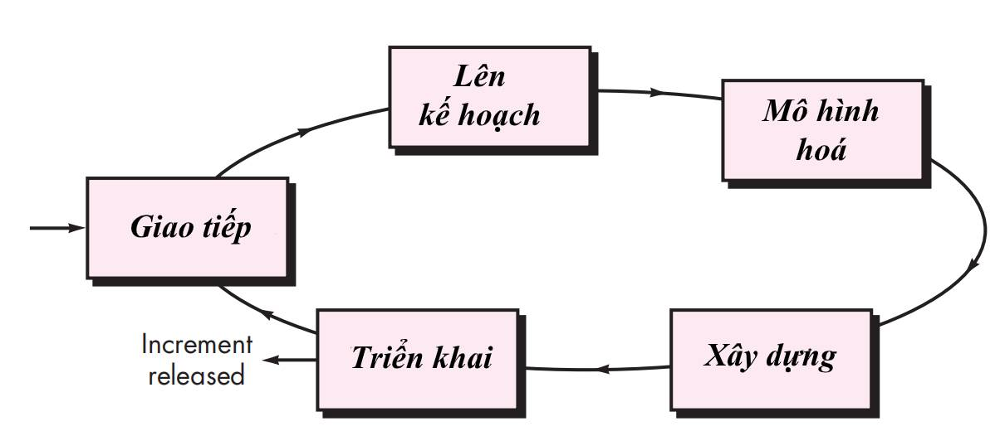 Lên
kế hoạch
Mô hình
hoá
Giao tiếp
Triển khai
Xây dựng
Increment
released